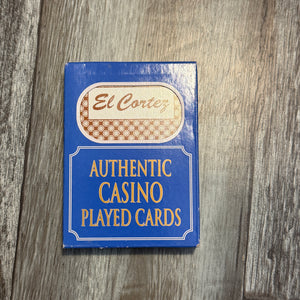 El Cortez
AUTHENTIC
CASINO
PLAYED CARDS